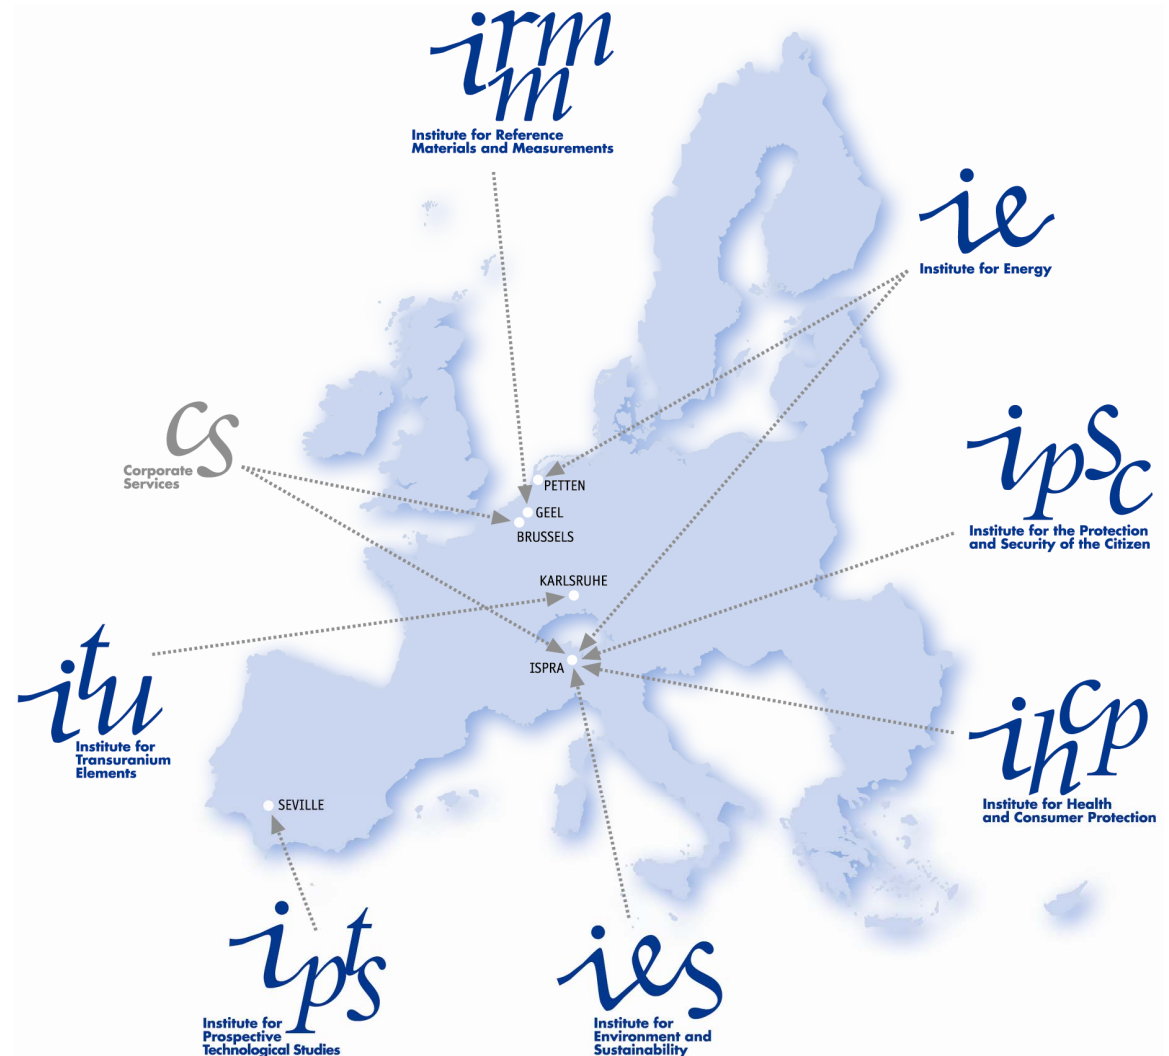 irmm
Institute for Reference
Materials and Measurements
ie
Institute for Energy
cs
Corporate
Services
ipsc
Institute for the Protection
and Security of the Citizen
PETTEN
GEEL
BRUSSELS
KARLSRUHE
ISPRA
itu
Institute for
Transuranium
Elements
ihcp
Institute for Health
and Consumer Protection
SEVILLE
ipts
Institute for
Prospective
Technological Studies
ies
Institute for
Environment and
Sustainability